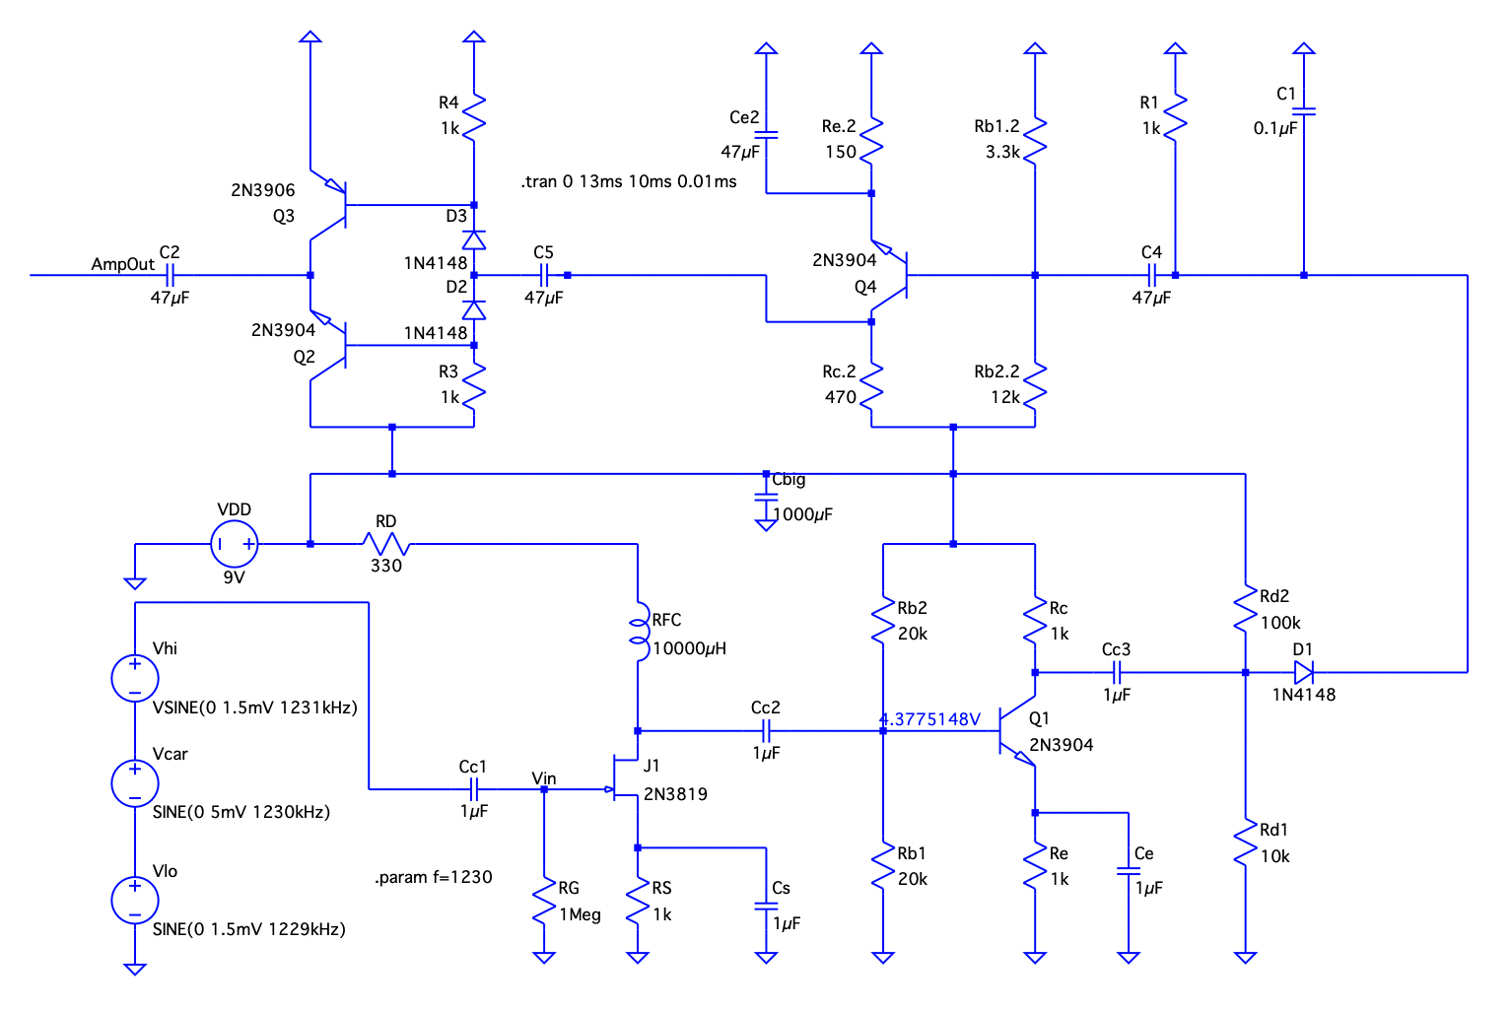 R4
1k
2N3906
Q3
D3
1N4148
AmpOut
C2
47µF
D2
1N4148
2N3904
Q2
R3
1k
C5
47µF
.tran 0 13ms 10ms 0.01ms
Ce2
47µF
Re.2
150
2N3904
Q4
Rc.2
470
Rb1.2
3.3k
Rb2.2
12k
R1
1k
C1
0.1µF
C4
47µF
Cbig
1000µF
VDD
9V
RD
330
RFC
10000µH
Vhi
VSINE(0 1.5mV 1231kHz)
Vcar
SINE(0 5mV 1230kHz)
Vlo
SINE(0 1.5mV 1229kHz)
Cc1
1µF
Vin
J1
2N3819
.param f=1230
RG
1Meg
RS
1k
Cs
1µF
Cc2
1µF
Rb2
20k
4.3775148V
Rb1
20k
Rc
1k
Q1
2N3904
Re
1k
Ce
1µF
Cc3
1µF
Rd2
100k
D1
1N4148
Rd1
10k